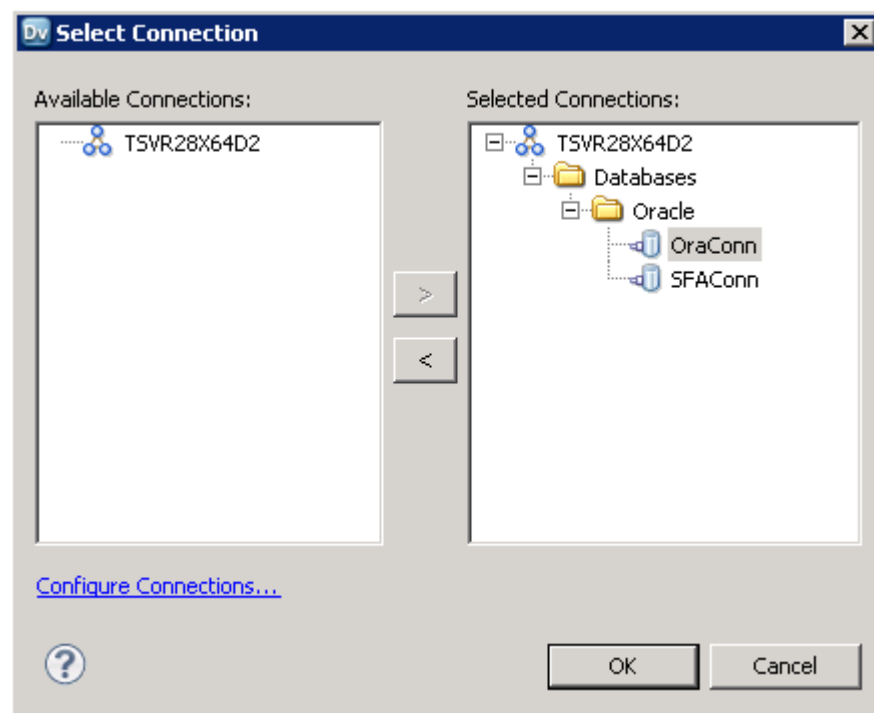 Dv Select Connection
Available Connections:
TSVR28X64D2
>
<
Selected Connections:
TSVR28X64D2
Databases
Oracle
OraConn
SFAConn
Configure Connections...
?
OK
Cancel